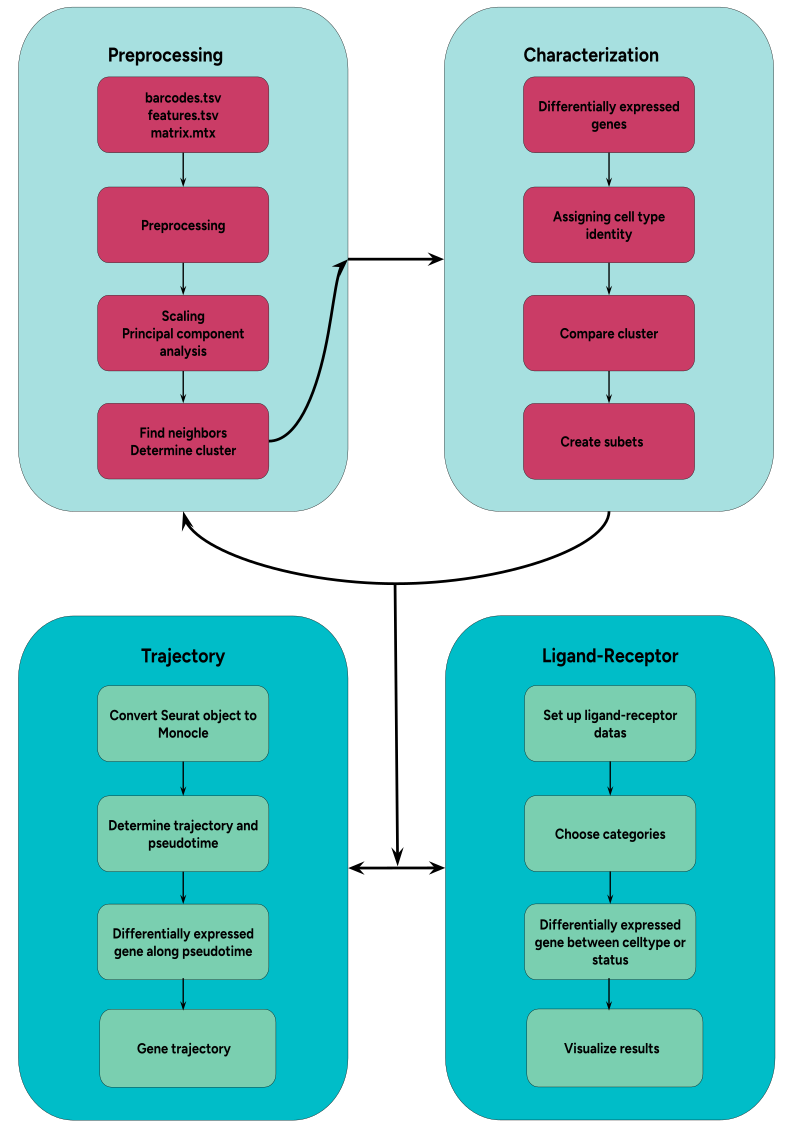 Preprocessing
barcodes.tsv
features.tsv
matrix.mtx
Preprocessing
Scaling
Principal component
analysis
Find neighbors
Determine cluster
Characterization
Differentially expressed
genes
Assigning cell type
identity
Compare cluster
Create subets
Trajectory
Convert Seurat object to
Monocle
Determine trajectory and
pseudotime
Differentially expressed
gene along pseudotime
Gene trajectory
Ligand-Receptor
Set up ligand-receptor
datas
Choose categories
Differentially expressed
gene between celltype or
status
Visualize results